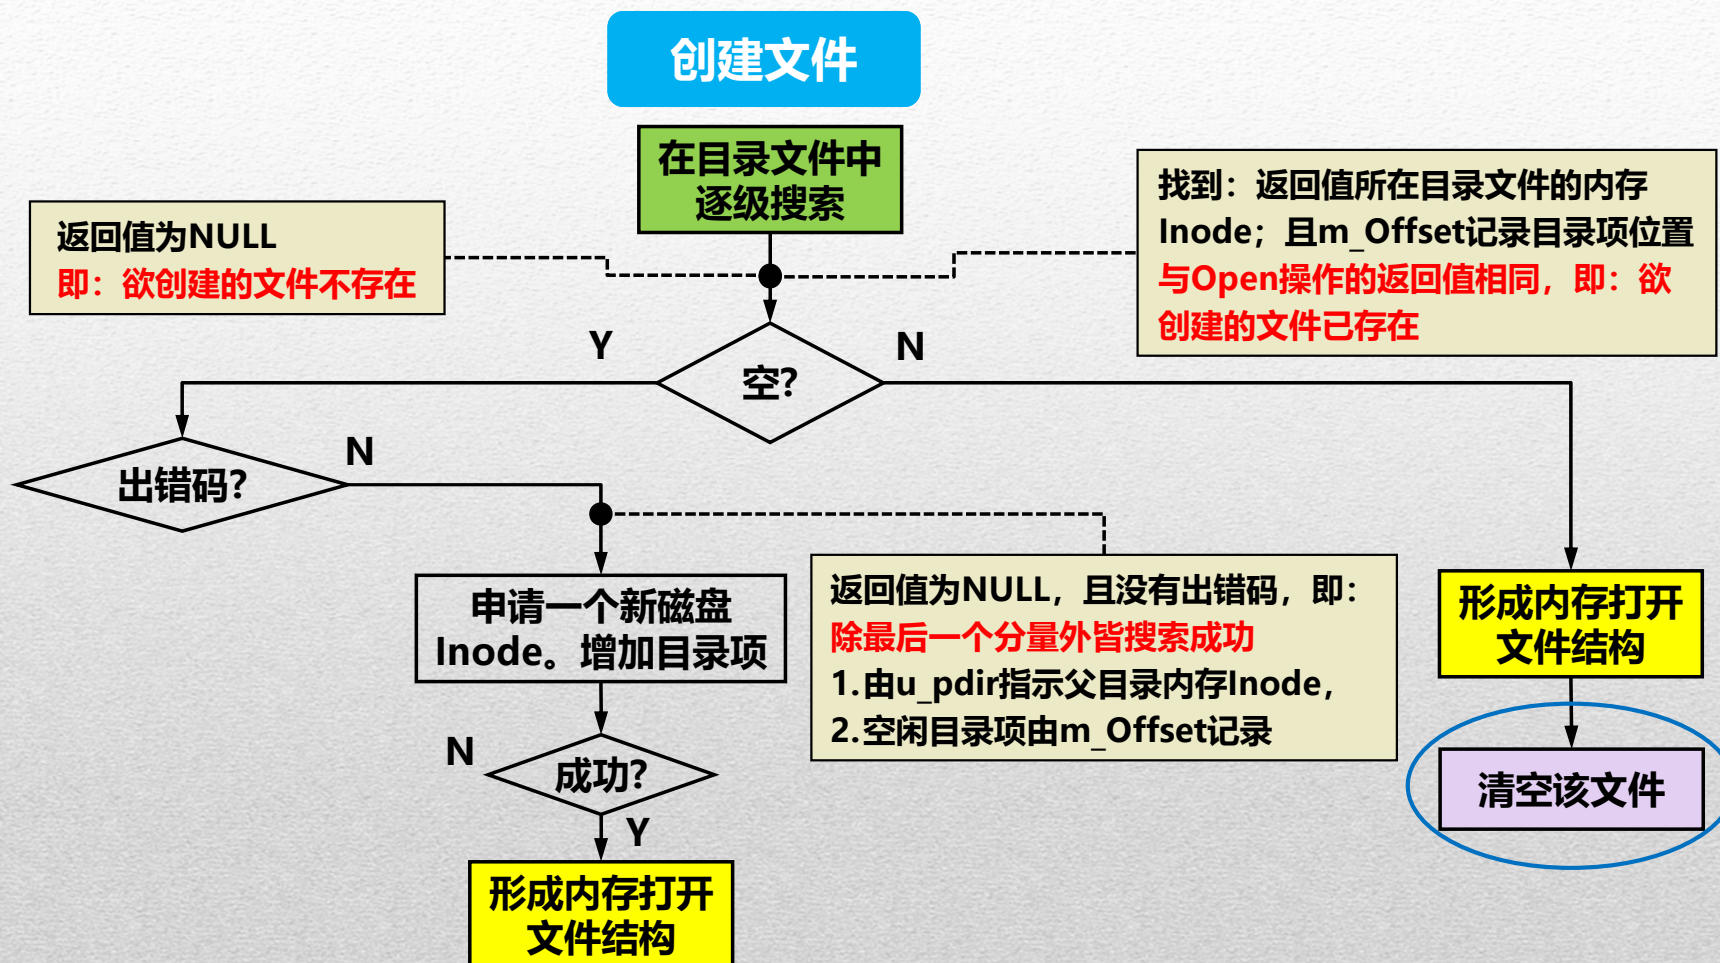 创建文件
在目录文件中
逐级搜索
返回值为NULL
即：欲创建的文件不存在
找到：返回值所在目录文件的内存
Inode；且m_Offset记录目录项位置
与Open操作的返回值相同，即：欲
创建的文件已存在
Y
N
空?
出错码?
N
申请一个新磁盘
Inode。增加目录项
返回值为NULL，且没有出错码，即：
除最后一个分量外皆搜索成功
1.由u_pdir指示父目录内存Inode，
2.空闲目录项由m_Offset记录
形成内存打开
文件结构
N
成功?
Y
清空该文件
形成内存打开
文件结构